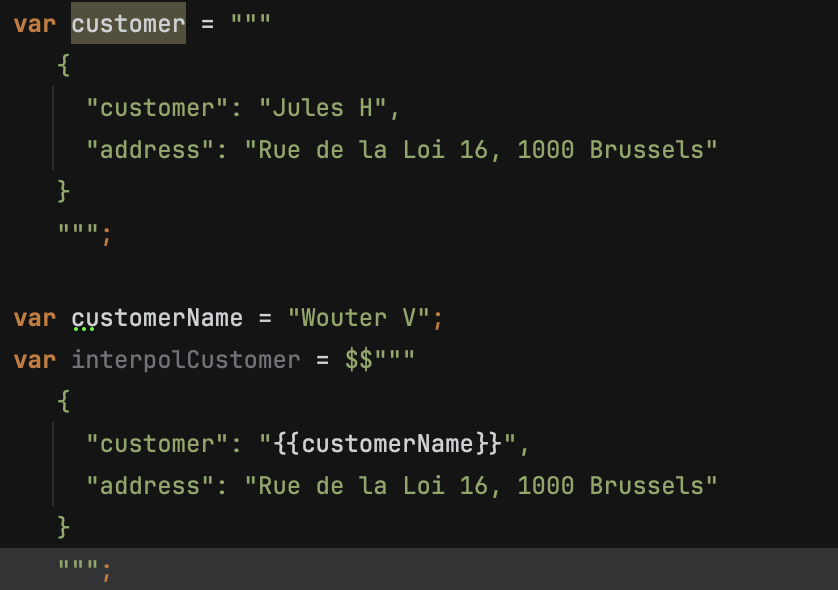 var customer = """
{
"customer": "Jules H",
"address": "Rue de la Loi 16, 1000 Brussels"
}
""";
var customerName = "Wouter V";
var interpolCustomer = $$"""
{
"customer": "{{customerName}}",
"address": "Rue de la Loi 16, 1000 Brussels"
}
""";